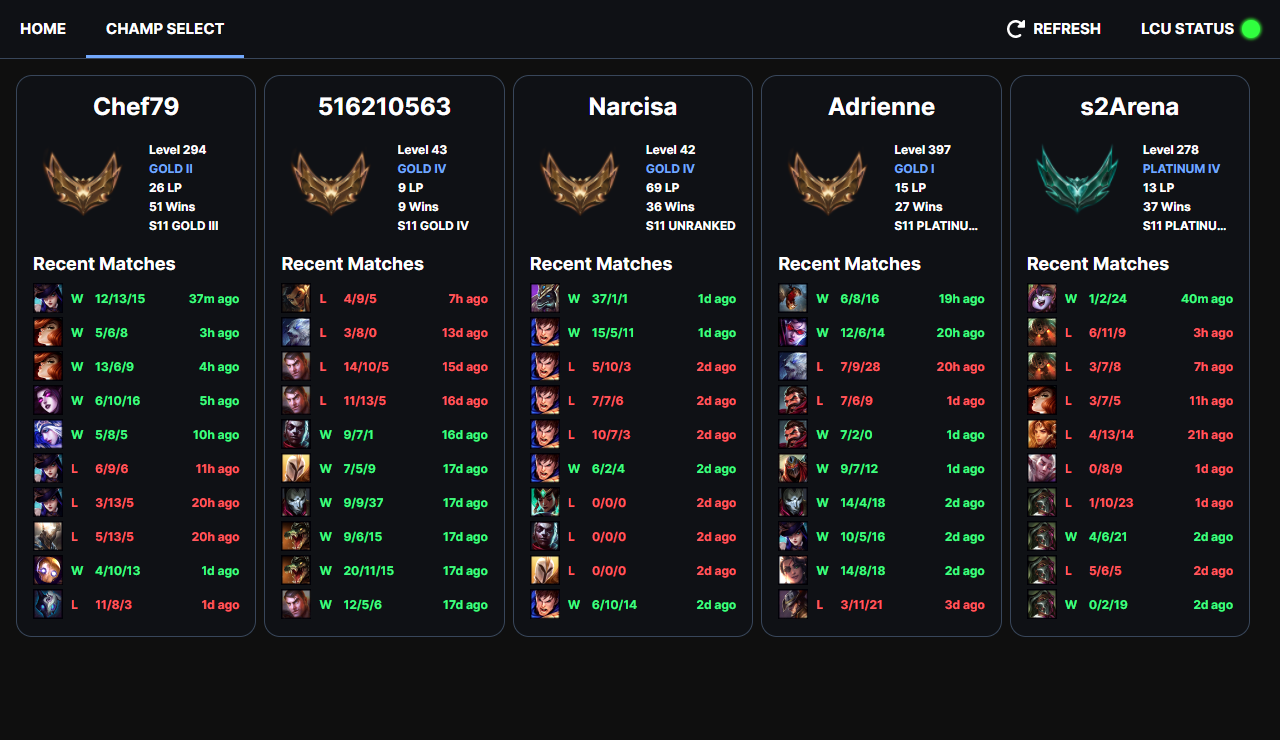 HOME CHAMP SELECT REFRESH LCU STATUS
Chef79
Level 294
GOLD II
26 LP
51 Wins
S11 GOLD III
Recent Matches
W 12/13/15 37m ago
W 5/6/8 3h ago
W 13/6/9 4h ago
W 6/10/16 5h ago
W 5/8/5 10h ago
L 6/9/6 11h ago
L 3/13/5 20h ago
L 5/13/5 20h ago
W 4/10/13 1d ago
L 11/8/3 1d ago
516210563
Level 43
GOLD IV
9 LP
9 Wins
S11 GOLD IV
Recent Matches
L 4/9/5 7h ago
L 3/8/0 13d ago
L 14/10/5 15d ago
L 11/13/5 16d ago
W 9/7/1 16d ago
W 7/5/9 17d ago
W 9/9/37 17d ago
W 9/6/15 17d ago
W 20/11/15 17d ago
W 12/5/6 17d ago
Narcisa
Level 42
GOLD IV
69 LP
36 Wins
S11 UNRANKED
Recent Matches
W 37/1/1 1d ago
W 15/5/11 1d ago
L 5/10/3 2d ago
L 7/7/6 2d ago
L 10/7/3 2d ago
W 6/2/4 2d ago
L 0/0/0 2d ago
L 0/0/0 2d ago
L 0/0/0 2d ago
W 6/10/14 2d ago
Adrienne
Level 397
GOLD I
15 LP
27 Wins
S11 PLATINU...
Recent Matches
W 6/8/16 19h ago
W 12/6/14 20h ago
L 7/9/28 20h ago
L 7/6/9 1d ago
W 7/2/0 1d ago
W 9/7/12 1d ago
W 14/4/18 2d ago
W 10/5/16 2d ago
W 14/8/18 2d ago
L 3/11/21 3d ago
s2Arena
Level 278
PLATINUM IV
13 LP
37 Wins
S11 PLATINU...
Recent Matches
W 1/2/24 40m ago
L 6/11/9 3h ago
L 3/7/8 7h ago
L 3/7/5 11h ago
L 4/13/14 21h ago
L 0/8/9 1d ago
L 1/10/23 1d ago
W 4/6/21 2d ago
L 5/6/5 2d ago
W 0/2/19 2d ago